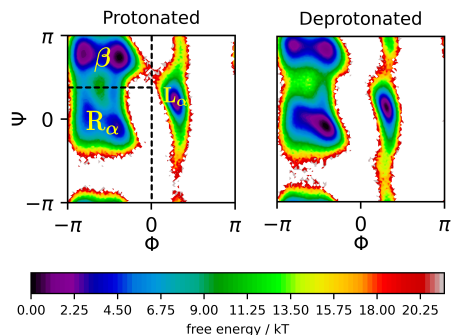 Protonated Deprotonated
π π
β
Lα
Ψ 0 Rα 0
−π −π
−π 0 π −π 0 π
Φ Φ
0.00 2.25 4.50 6.75 9.00 11.25 13.50 15.75 18.00 20.25
free energy / kT